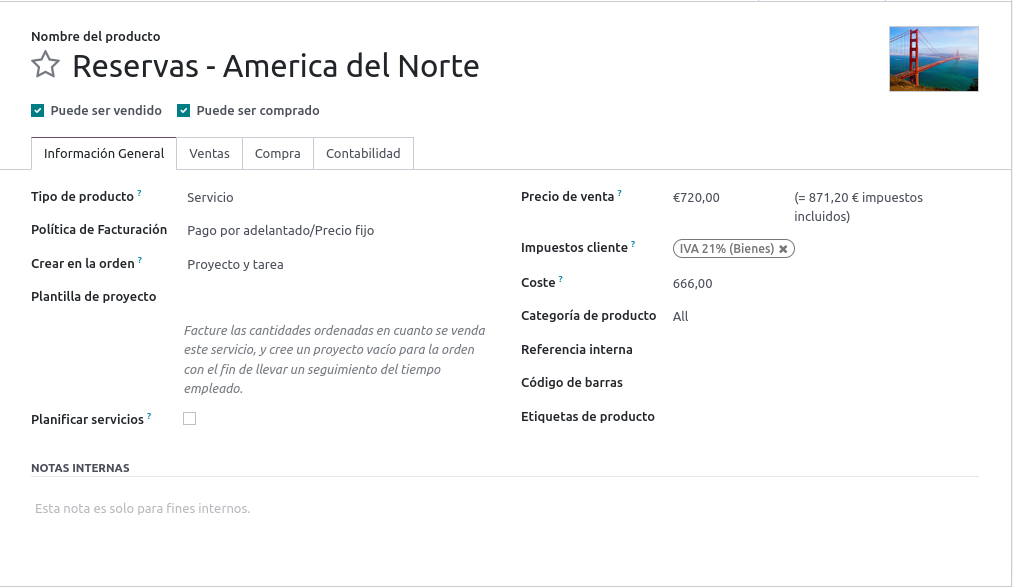 Nombre del producto
Reservas - America del Norte
Puede ser vendido Puede ser comprado
Información General Ventas Compra Contabilidad
Tipo de producto ? Servicio
Política de Facturación Pago por adelantado/Precio fijo
Crear en la orden ? Proyecto y tarea
Plantilla de proyecto
Facture las cantidades ordenadas en cuanto se venda
este servicio, y cree un proyecto vacío para la orden
con el fin de llevar un seguimiento del tiempo
empleado.
Planificar servicios ?
Precio de venta ? €720,00 (= 871,20 € impuestos
incluidos)
Impuestos cliente ? IVA 21% (Bienes) ✖
Coste ? 666,00
Categoría de producto All
Referencia interna
Código de barras
Etiquetas de producto
NOTAS INTERNAS
Esta nota es solo para fines internos.